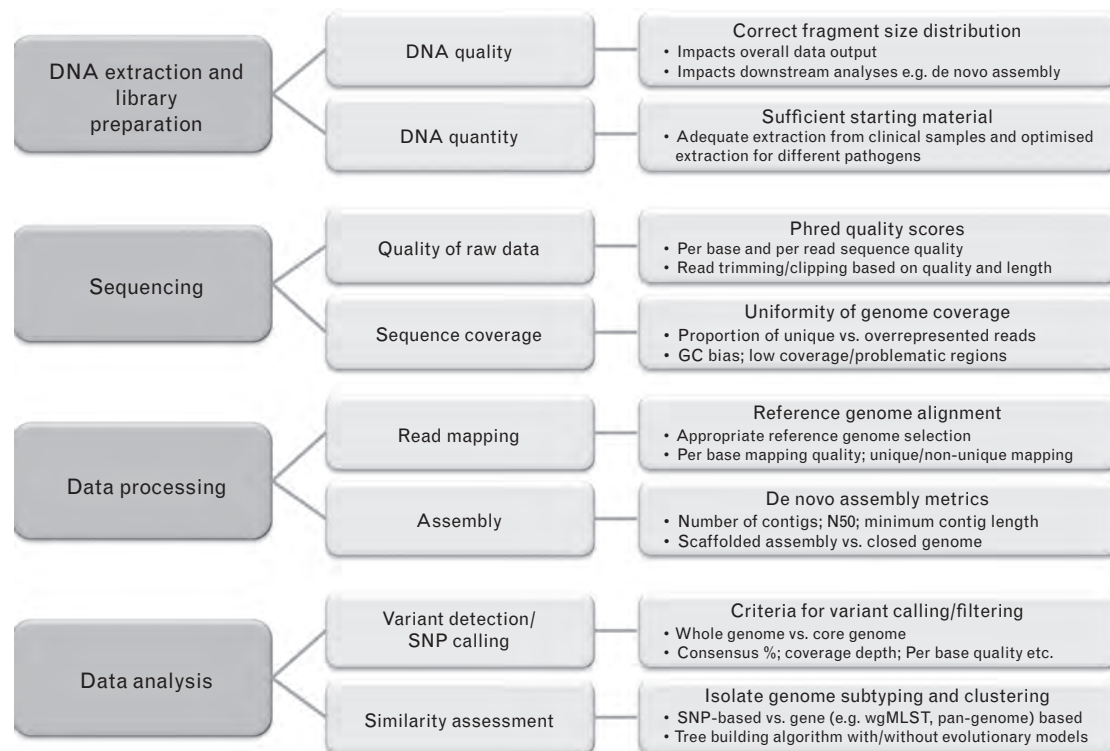 DNA extraction and
library
preparation
DNA quality
Correct fragment size distribution
• Impacts overall data output
• Impacts downstream analyses e.g. de novo assembly
DNA quantity
Sufficient starting material
• Adequate extraction from clinical samples and optimised
extraction for different pathogens
Sequencing
Quality of raw data
Phred quality scores
• Per base and per read sequence quality
• Read trimming/clipping based on quality and length
Sequence coverage
Uniformity of genome coverage
• Proportion of unique vs. overrepresented reads
• GC bias; low coverage/problematic regions
Data processing
Read mapping
Reference genome alignment
• Appropriate reference genome selection
• Per base mapping quality; unique/non-unique mapping
Assembly
De novo assembly metrics
• Number of contigs; N50; minimum contig length
• Scaffolded assembly vs. closed genome
Data analysis
Variant detection/
SNP calling
Criteria for variant calling/filtering
• Whole genome vs. core genome
• Consensus %; coverage depth; Per base quality etc.
Similarity assessment
Isolate genome subtyping and clustering
• SNP-based vs. gene (e.g. wgMLST, pan-genome) based
• Tree building algorithm with/without evolutionary models